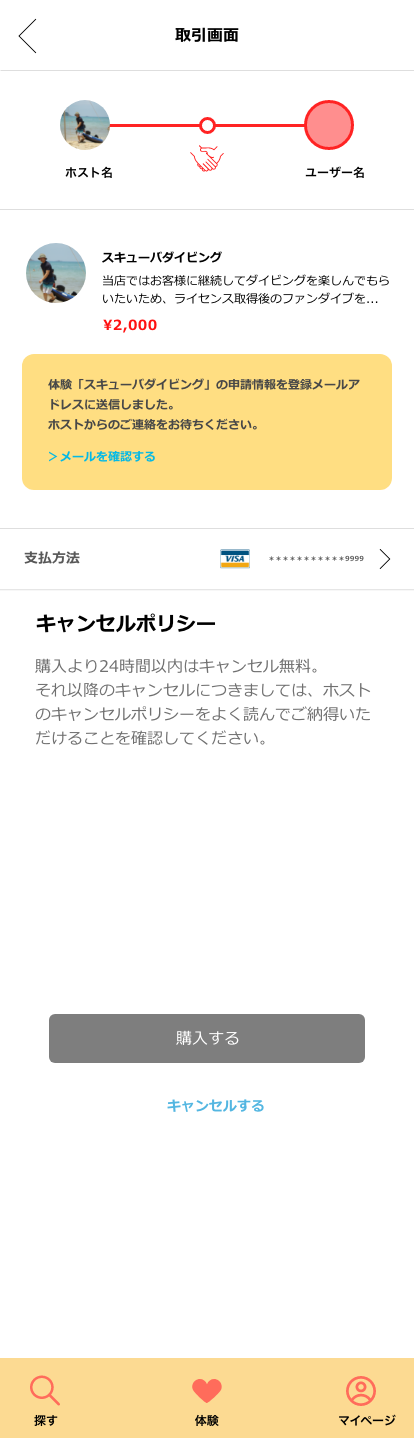 取引画面
ホスト名
ユーザー名
スキューバダイビング
当店ではお客様に継続してダイビングを楽しんでもら
いたいため、ライセンス取得後のファンダイブを...
¥2,000
体験「スキューバダイビング」の申請情報を登録メールア
ドレスに送信しました。
ホストからのご連絡をお待ちください。
＞メールを確認する
支払方法
VISA
***********9999
キャンセルポリシー
購入より24時間以内はキャンセル無料。
それ以降のキャンセルにつきましては、ホスト
のキャンセルポリシーをよく読んでご納得いた
だけることを確認してください。
購入する
キャンセルする
探す
体験
マイページ